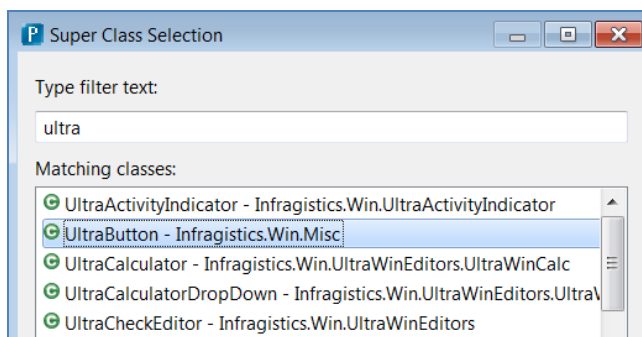 Super Class Selection
Type filter text:
ultra
Matching classes:
UltraActivityIndicator - Infragistics.Win.UltraActivityIndicator
UltraButton - Infragistics.Win.Misc
UltraCalculator - Infragistics.Win.UltraWinEditors.UltraWinCalc
UltraCalculatorDropDown - Infragistics.Win.UltraWinEditors.UltraW
UltraCheckEditor - Infragistics.Win.UltraWinEditors